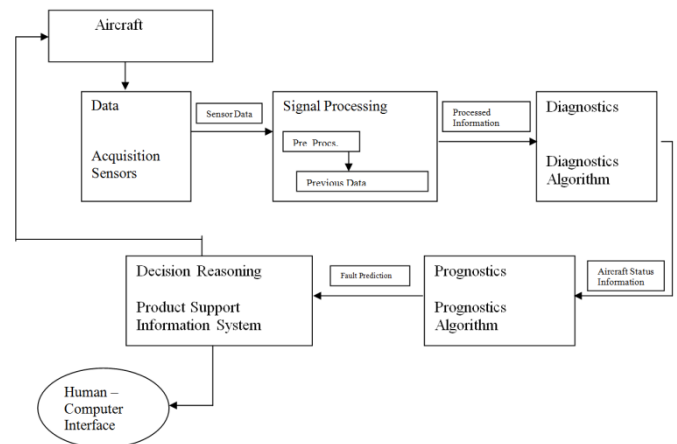 Aircraft
Data
Acquisition
Sensors
Sensor Data
Signal Processing
Pre. Procs.
Previous Data
Processed
Information
Diagnostics
Diagnostics
Algorithm
Decision Reasoning
Product Support
Information System
Fault Prediction
Prognostics
Prognostics
Algorithm
Aircraft Status
Information
Human –
Computer
Interface